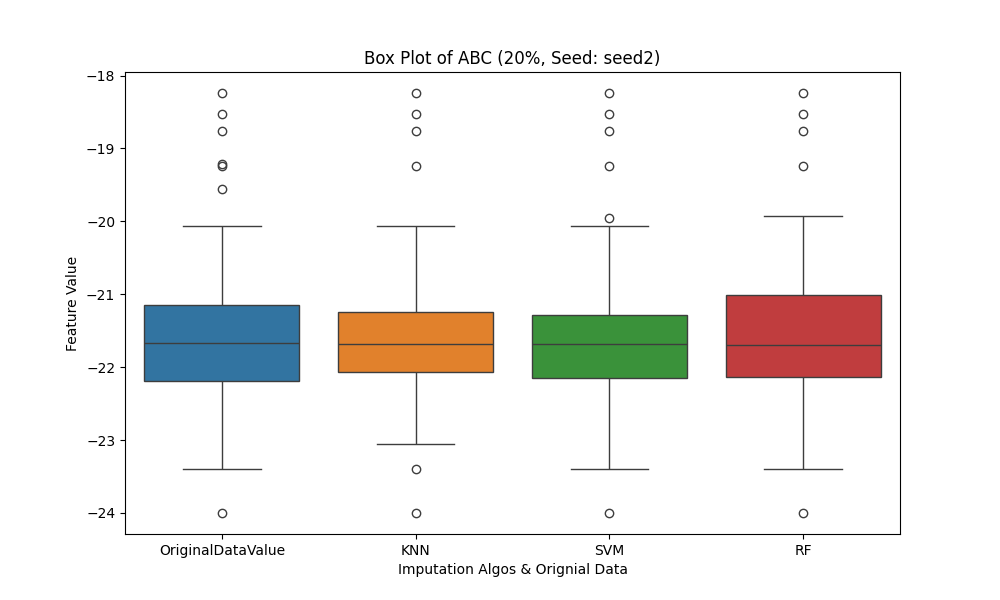 Box Plot of ABC (20%, Seed: seed2)
−18
−19
−20
−21
−22
−23
−24
Feature Value
OriginalDataValue
KNN
SVM
RF
Imputation Algos & Orignial Data